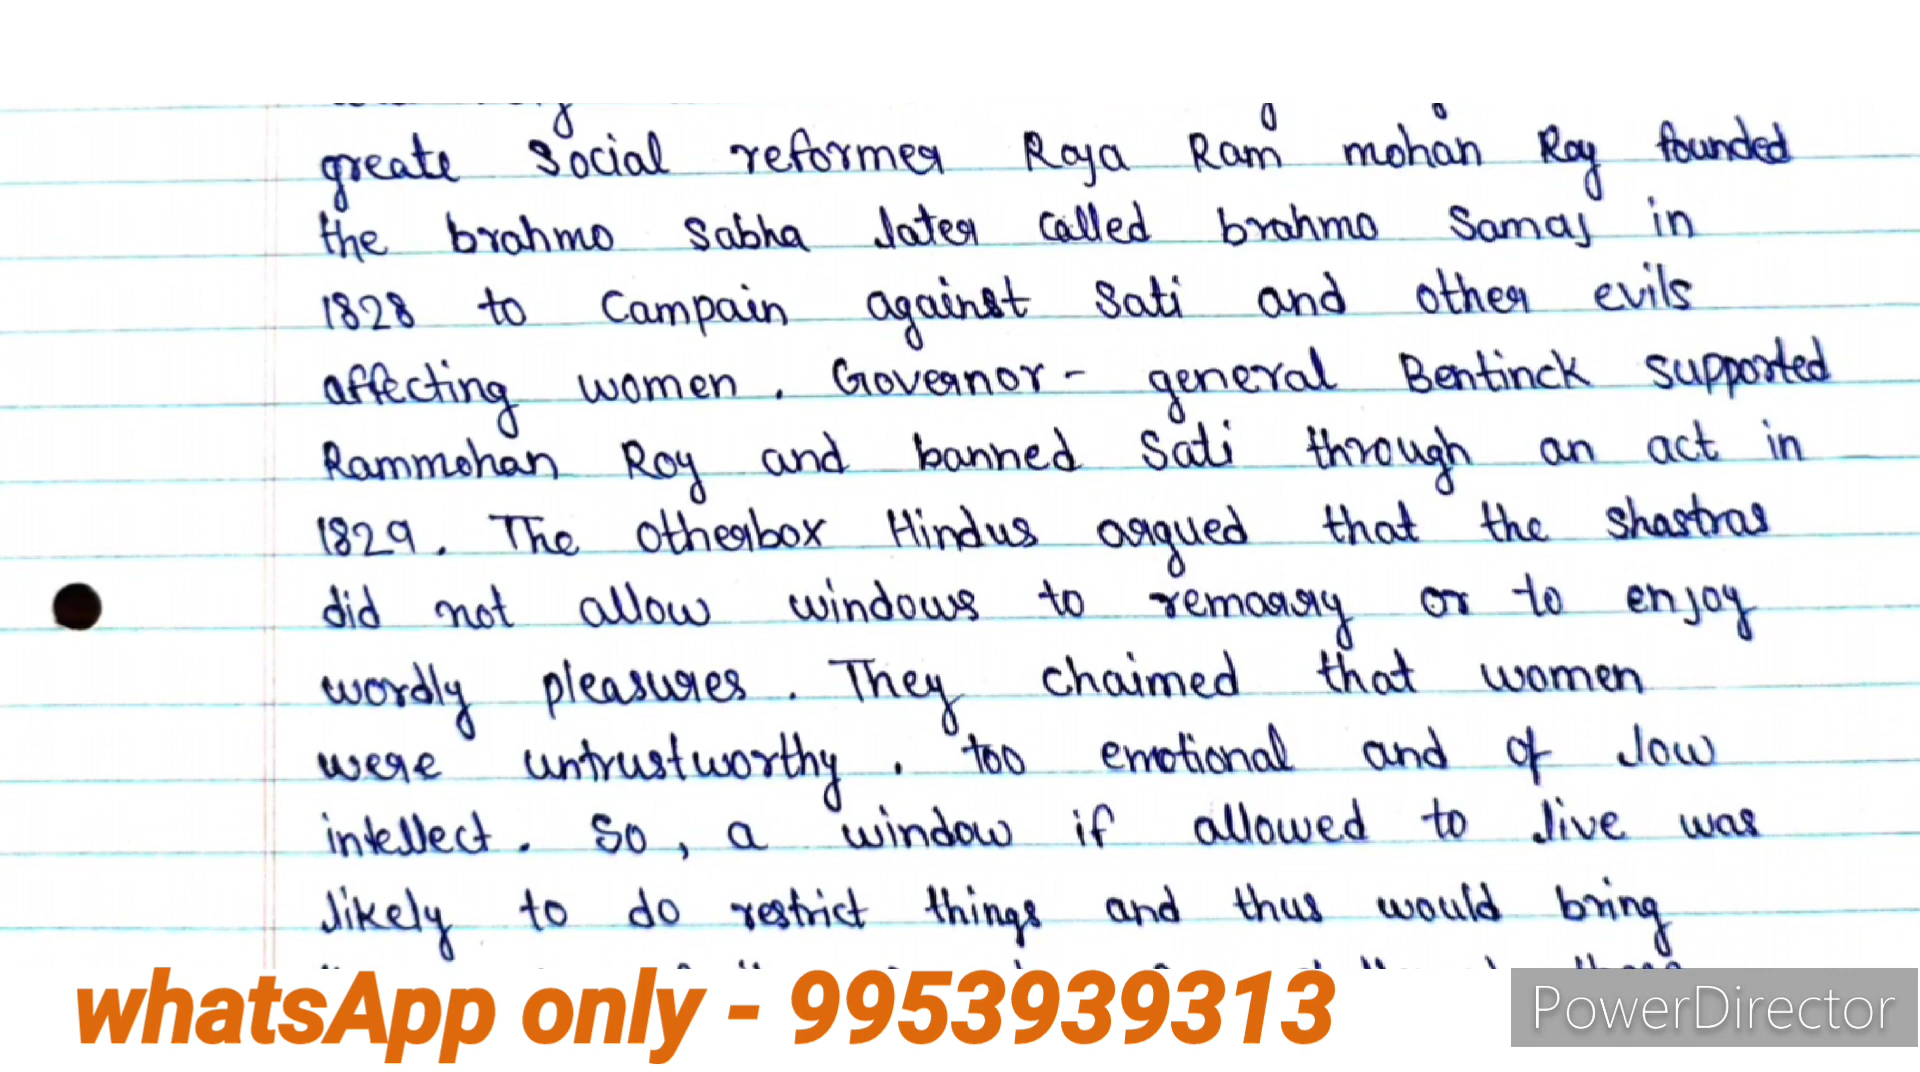 greate social reformer Raja Ram mohan Roy founded
the brahmo sabha later called brahmo Samaj in
1828 to campain against Sati and other evils
affecting women. Governor- general Bentinck supported
Rammohan Roy and banned Sati through an act in
1829. The otherbox Hindus argued that the shastras
did not allow windows to remarry or to enjoy
wordly pleasures. They chaimed that women
were untrustworthy. too emotional and of low
intellect. So, a window if allowed to live was
likely to do restrict things and thus would bring
whatsApp only - 9953939313
PowerDirector